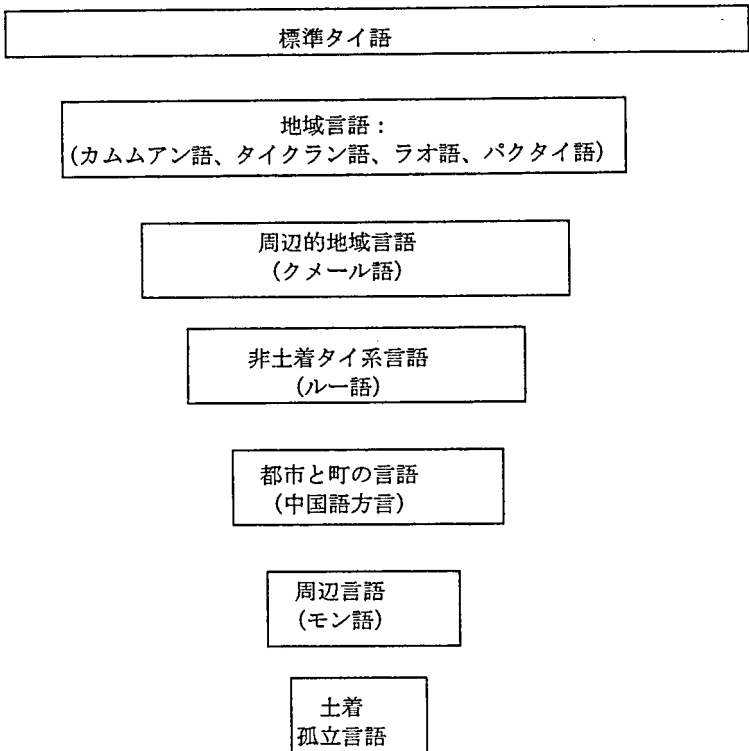 標準タイ語
地域言語：
(カムムアン語、タイクラン語、ラオ語、パクタイ語)
周辺的地域言語
(クメール語)
非土着タイ系言語
(ルー語)
都市と町の言語
(中国語方言)
周辺言語
(モン語)
土着
孤立言語